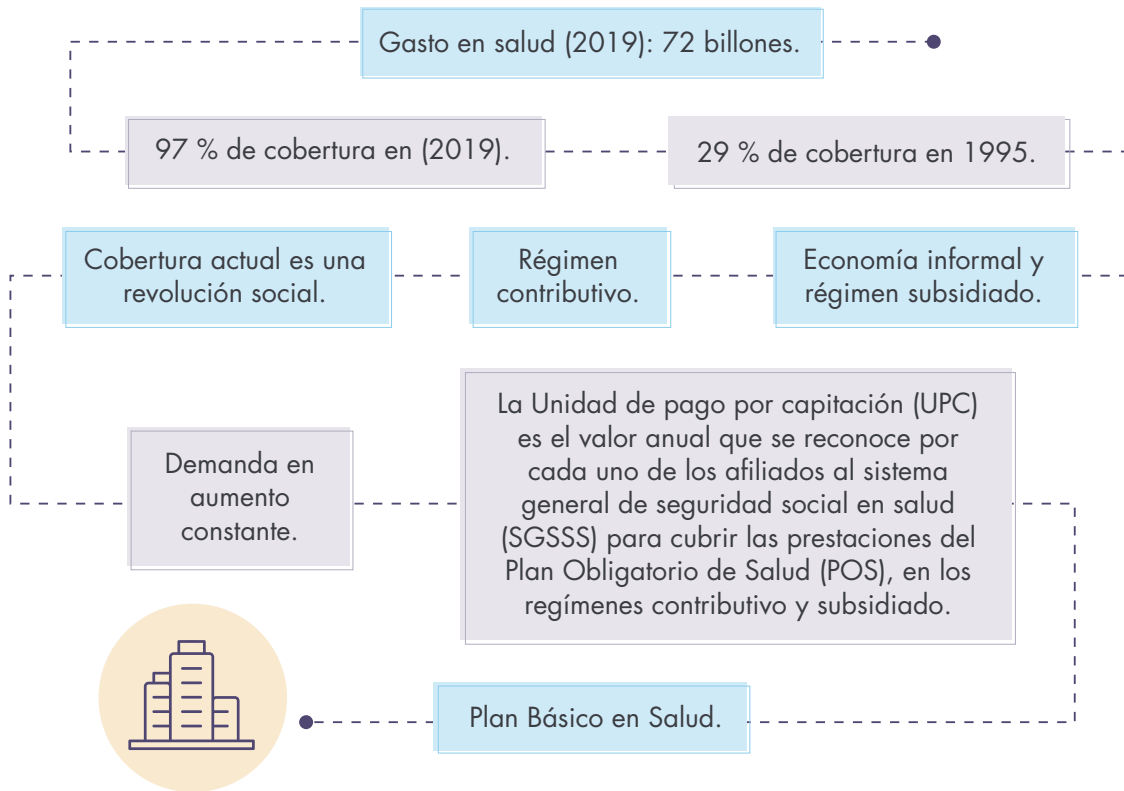 Gasto en salud (2019): 72 billones.
97 % de cobertura en (2019).
29 % de cobertura en 1995.
Cobertura actual es una
revolución social.
Régimen
contributivo.
Economía informal y
régimen subsidiado.
Demanda en
aumento
constante.
La Unidad de pago por capitación (UPC)
es el valor anual que se reconoce por
cada uno de los afiliados al sistema
general de seguridad social en salud
(SGSSS) para cubrir las prestaciones del
Plan Obligatorio de Salud (POS), en los
regímenes contributivo y subsidiado.
Plan Básico en Salud.